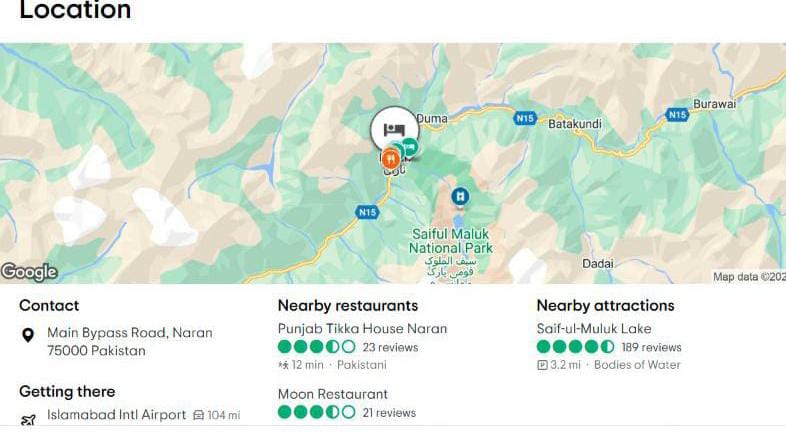 Location
Duma
N15
Batakundi
N15
Burawai
ناران
N15
Saiful Maluk
National Park
سیف الملوک
قومی پارک
Dadai
Google
Map data ©202
Contact
Main Bypass Road, Naran
75000 Pakistan
Getting there
Islamabad Intl Airport 104 mi
Nearby restaurants
Punjab Tikka House Naran
23 reviews
12 min · Pakistani
Moon Restaurant
21 reviews
Nearby attractions
Saif-ul-Muluk Lake
189 reviews
3.2 mi · Bodies of Water